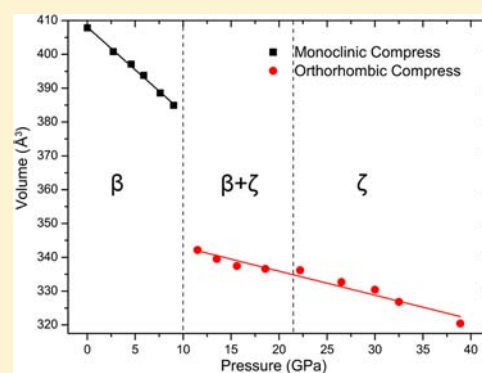 410
400
390
380
370
360
350
340
330
320
Volume (Å³)
■ Monoclinic Compress
● Orthorhombic Compress
β
β+ζ
ζ
0 5 10 15 20 25 30 35 40
Pressure (GPa)